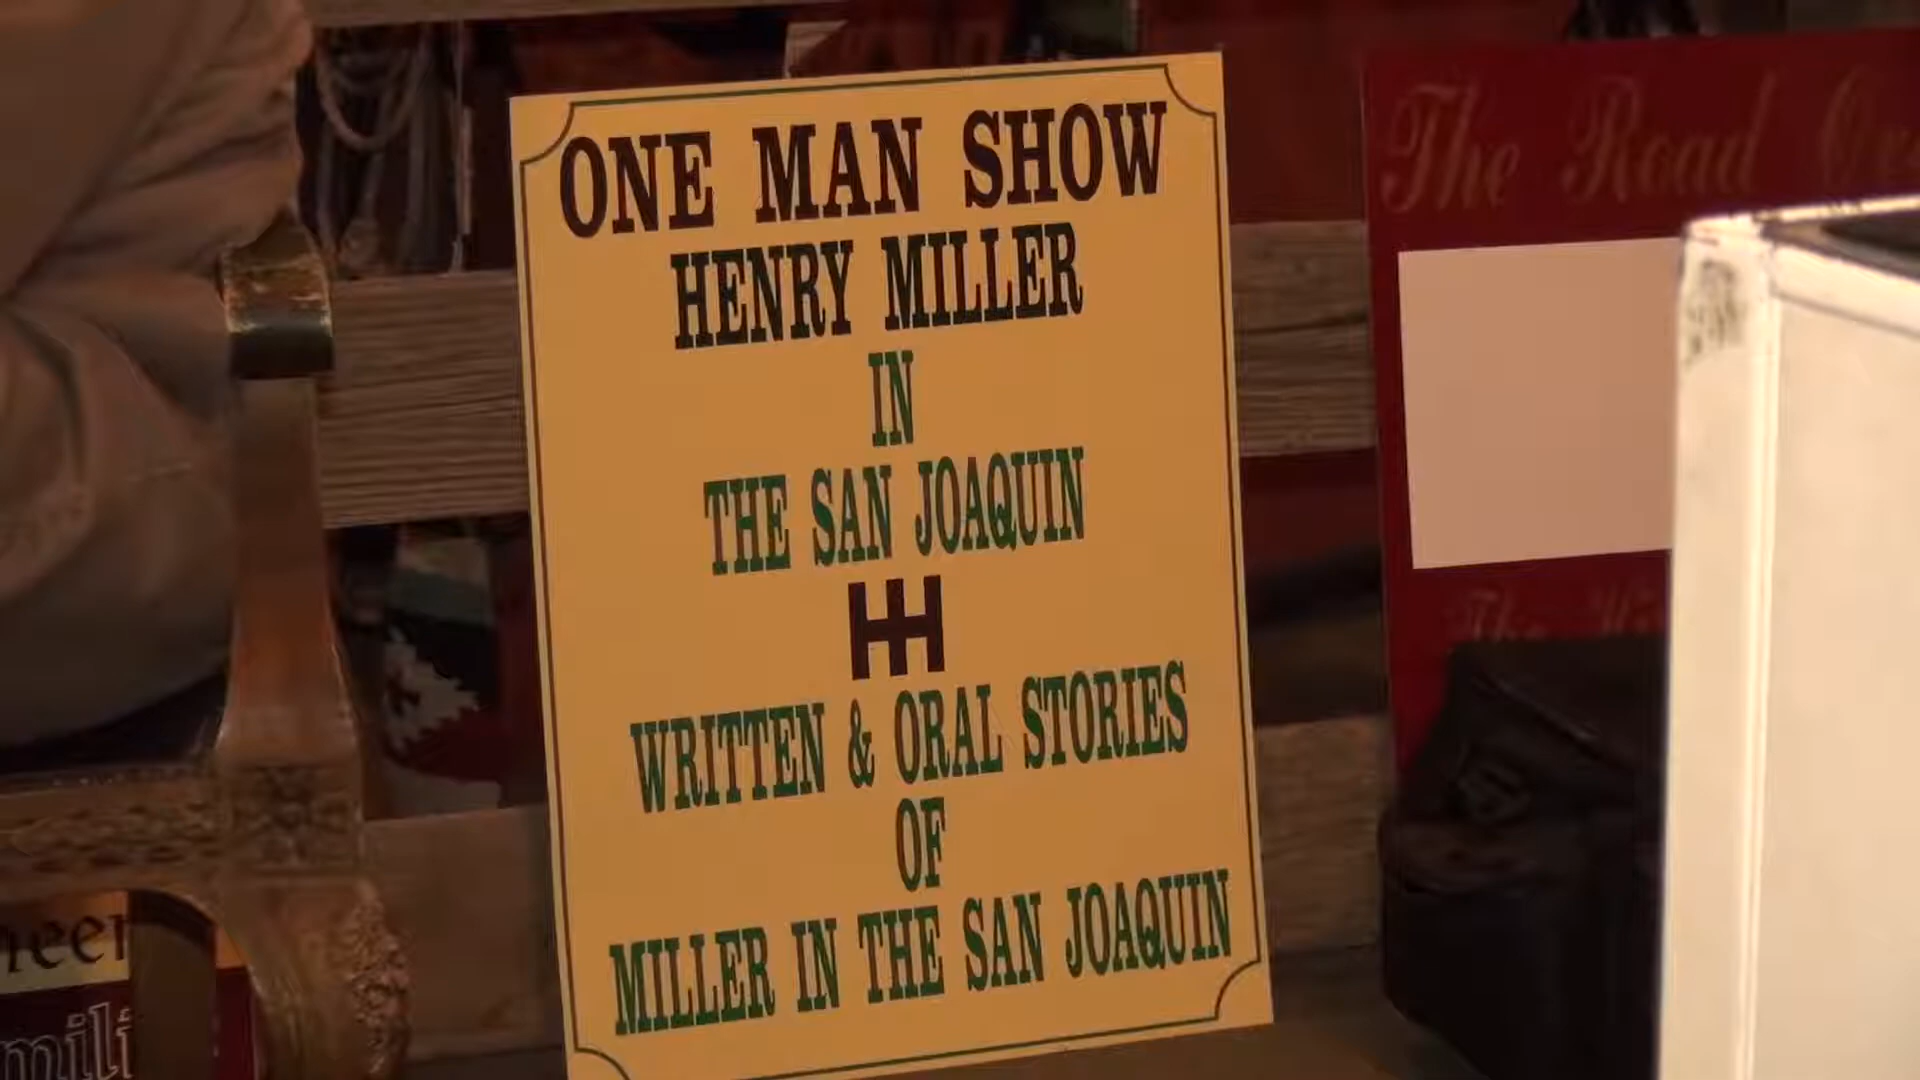 ONE MAN SHOW
HENRY MILLER
IN
THE SAN JOAQUIN
WRITTEN & ORAL STORIES
OF
MILLER IN THE SAN JOAQUIN
The Road
The